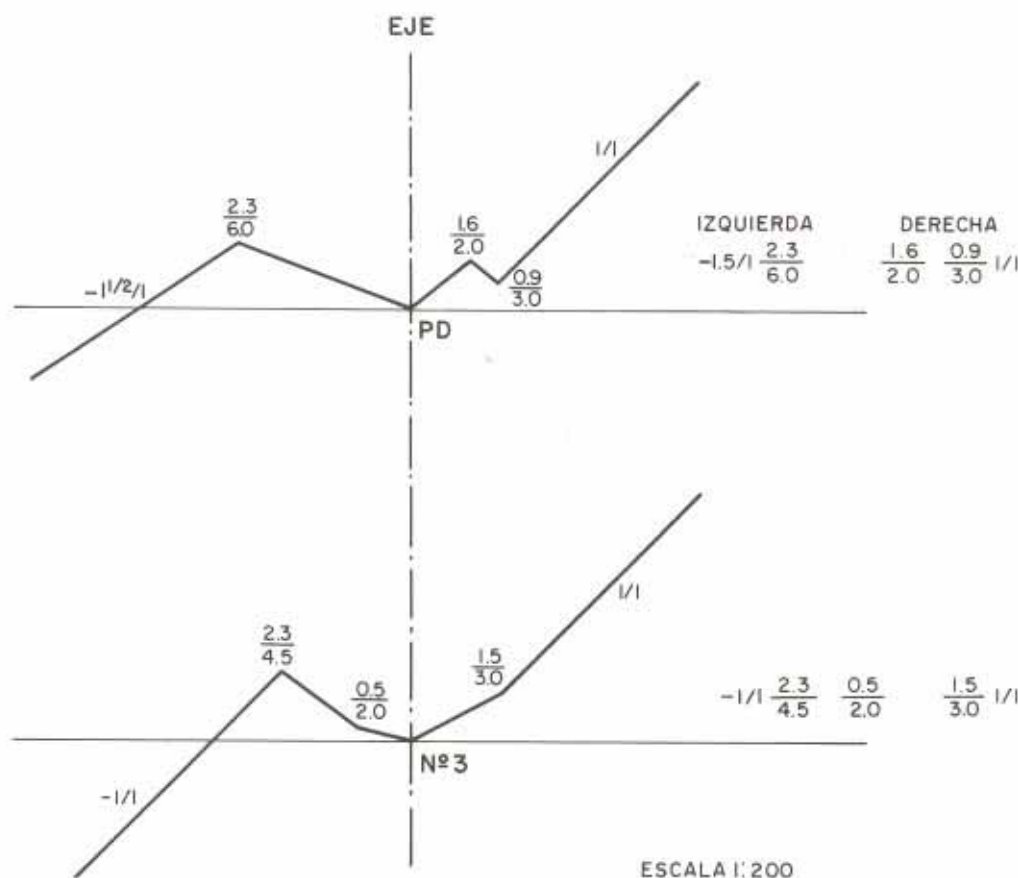 EJE
2.3
6.0
1.6
2.0
0.9
3.0
1/1
-1 1/2/1
PD
IZQUIERDA DERECHA
-1.5/1 2.3/6.0 1.6/2.0 0.9/3.0 1/1
2.3
4.5
0.5
2.0
1.5
3.0
1/1
-1/1
Nº3
-1/1 2.3/4.5 0.5/2.0 1.5/3.0 1/1
ESCALA 1:200